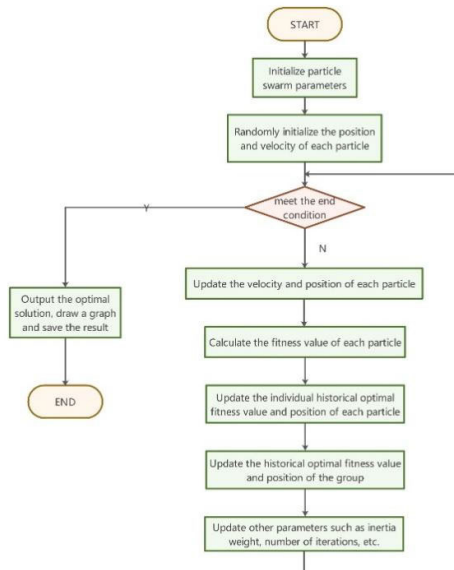 START
Initialize particle
swarm parameters
Randomly initialize the position
and velocity of each particle
meet the end
condition
Y
N
Update the velocity and position of each particle
Output the optimal
solution, draw a graph
and save the result
Calculate the fitness value of each particle
END
Update the individual historical optimal
fitness value and position of each particle
Update the historical optimal fitness value
and position of the group
Update other parameters such as inertia
weight, number of iterations, etc.